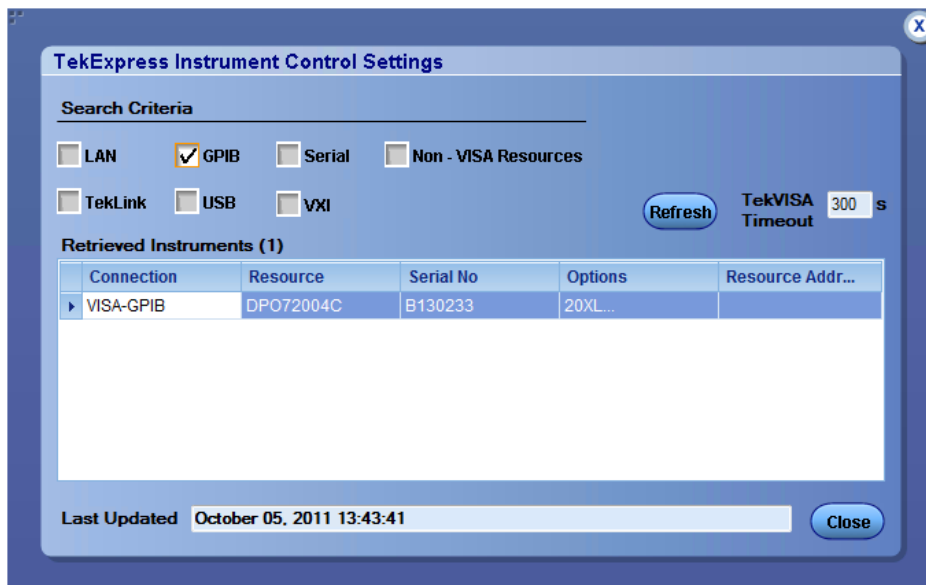 X
TekExpress Instrument Control Settings
Search Criteria
LAN GPIB Serial Non - VISA Resources
TekLink USB VXI
Refresh TekVISA Timeout 300 s
Retrieved Instruments (1)
Connection Resource Serial No Options Resource Addr...
VISA-GPIB DPO72004C B130233 20XL...
Last Updated October 05, 2011 13:43:41 Close